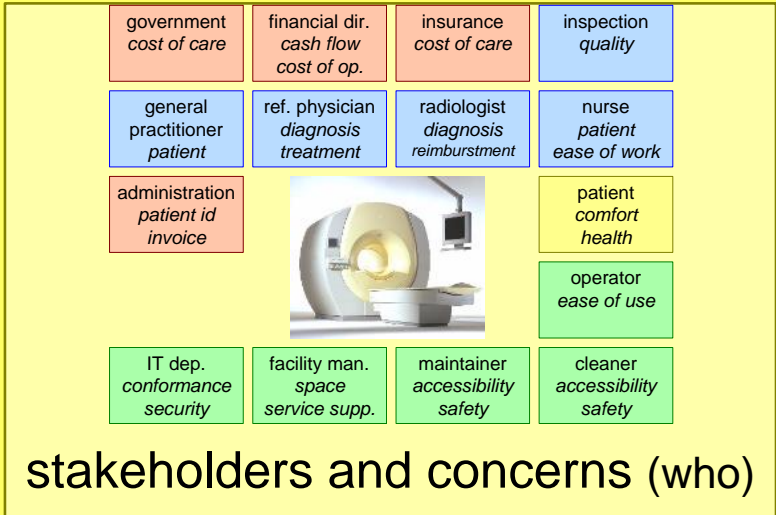 government
cost of care
financial dir.
cash flow
cost of op.
insurance
cost of care
inspection
quality
general
practitioner
patient
ref. physician
diagnosis
treatment
radiologist
diagnosis
reimburstment
nurse
patient
ease of work
administration
patient id
invoice
patient
comfort
health
operator
ease of use
IT dep.
conformance
security
facility man.
space
service supp.
maintainer
accessibility
safety
cleaner
accessibility
safety
stakeholders and concerns (who)